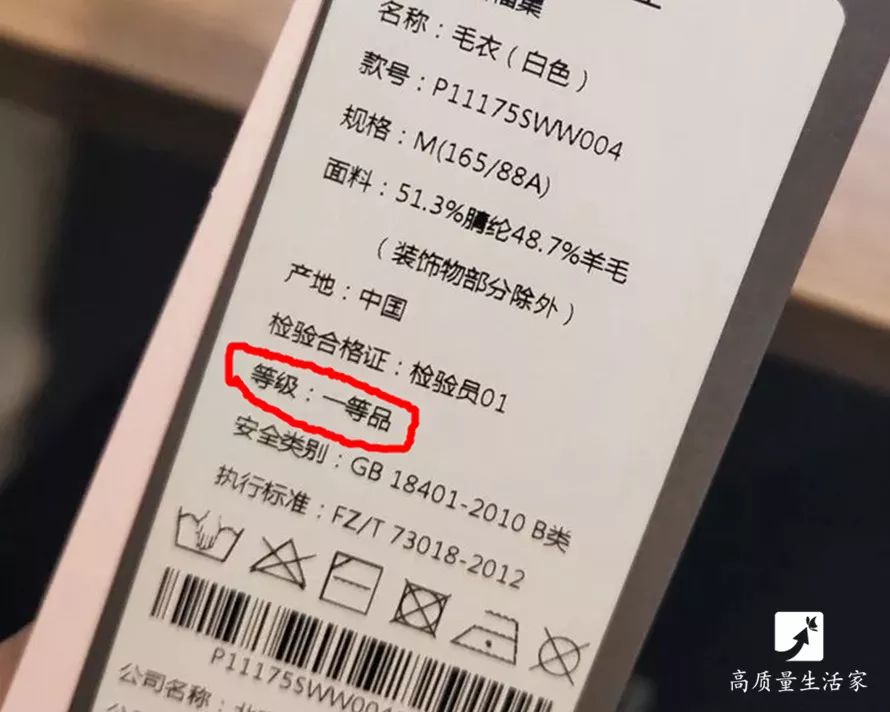 名称：毛衣（白色）
款号：P11175SWW004
规格：M(165/88A)
面料：51.3%腈纶48.7%羊毛
（装饰物部分除外）
产地：中国
检验合格证：检验员01
等级：一等品
安全类别：GB 18401-2010 B类
执行标准：FZ/T 73018-2012
P11175SWW004
公司名称：
高质量生活家